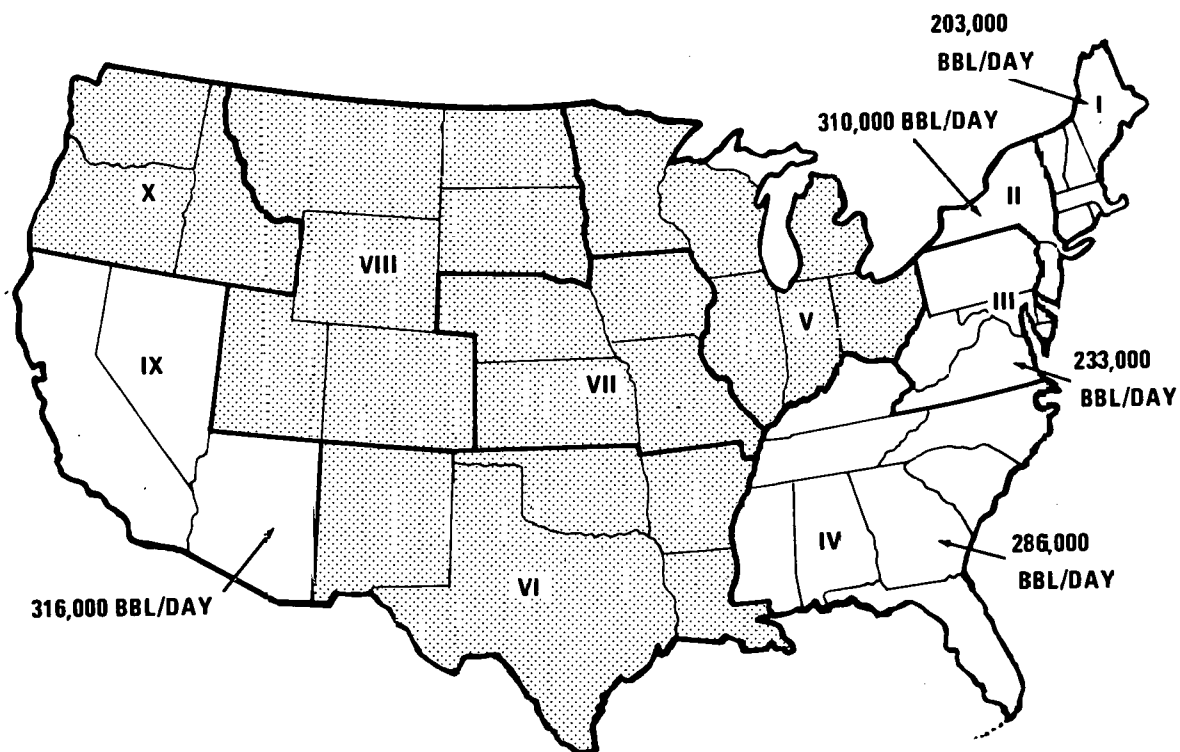 203,000
BBL/DAY
I
310,000 BBL/DAY
II
X
VIII
III
V
IX
VII
233,000
BBL/DAY
IV
286,000
BBL/DAY
VI
316,000 BBL/DAY